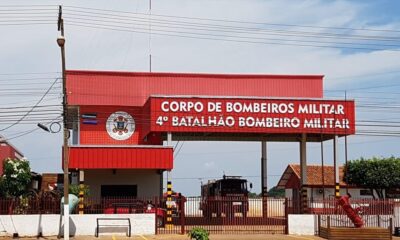 CORPO DE BOMBEIROS MILITAR
4º BATALHÃO BOMBEIRO MILITAR